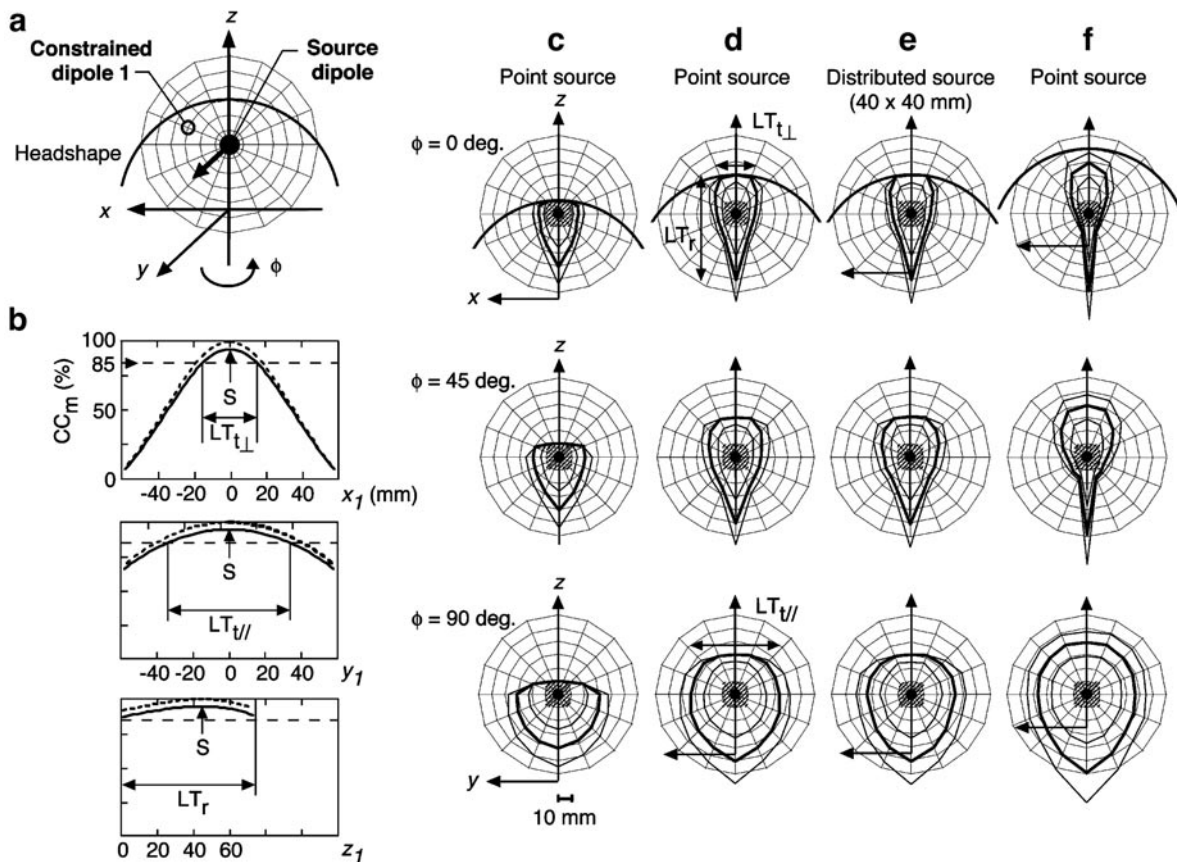 a
z
Constrained
dipole 1
Source
dipole
Headshape
x
y
ϕ
b
100
85
50
0
CCm (%)
S
LTt⊥
-40 -20 0 20 40 x1 (mm)
S
LTt//
-40 -20 0 20 40 y1
S
LTr
0 20 40 60 z1
c
Point source
z
ϕ = 0 deg.
x
d
Point source
LTt⊥
LTr
e
Distributed source
(40 x 40 mm)
f
Point source
z
ϕ = 45 deg.
z
ϕ = 90 deg.
LTt//
y
10 mm